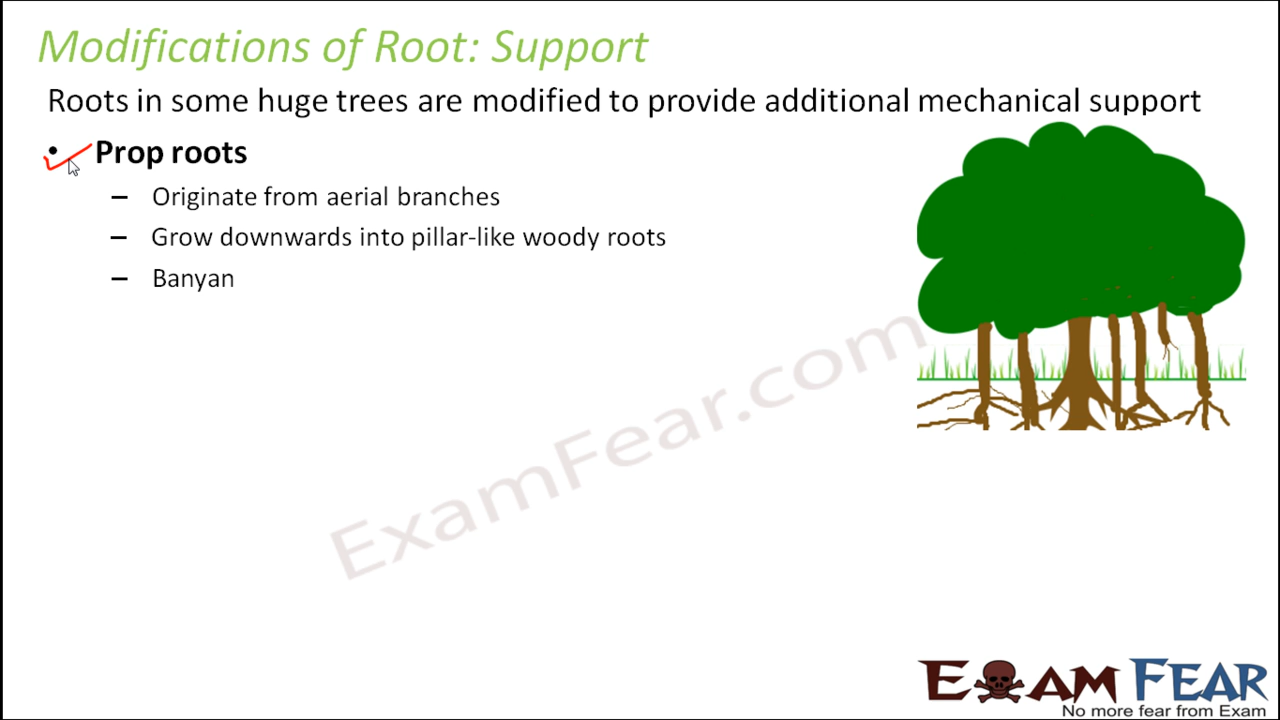 Modifications of Root: Support
Roots in some huge trees are modified to provide additional mechanical support
• Prop roots
– Originate from aerial branches
– Grow downwards into pillar-like woody roots
– Banyan
ExamFear.com
EXAM FEAR
No more fear from Exam